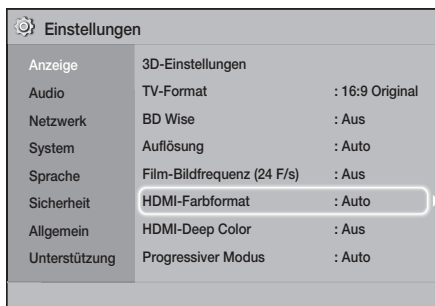 Einstellungen
Anzeige
Audio
Netzwerk
System
Sprache
Sicherheit
Allgemein
Unterstützung
3D-Einstellungen
TV-Format : 16:9 Original
BD Wise : Aus
Auflösung : Auto
Film-Bildfrequenz (24 F/s) : Aus
HDMI-Farbformat : Auto
HDMI-Deep Color : Aus
Progressiver Modus : Auto